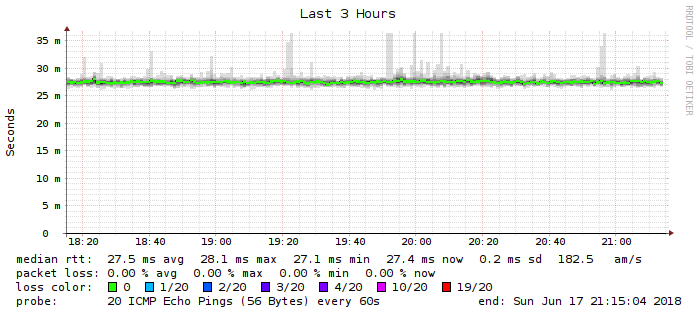 Last 3 Hours
RRDTOOL / TOBI OETIKER
Seconds
35 m
30 m
25 m
20 m
15 m
10 m
5 m
0
18:20 18:40 19:00 19:20 19:40 20:00 20:20 20:40 21:00
median rtt: 27.5 ms avg 28.1 ms max 27.1 ms min 27.4 ms now 0.2 ms sd 182.5 am/s
packet loss: 0.00 % avg 0.00 % max 0.00 % min 0.00 % now
loss color: 0 1/20 2/20 3/20 4/20 10/20 19/20
probe: 20 ICMP Echo Pings (56 Bytes) every 60s end: Sun Jun 17 21:15:04 2018